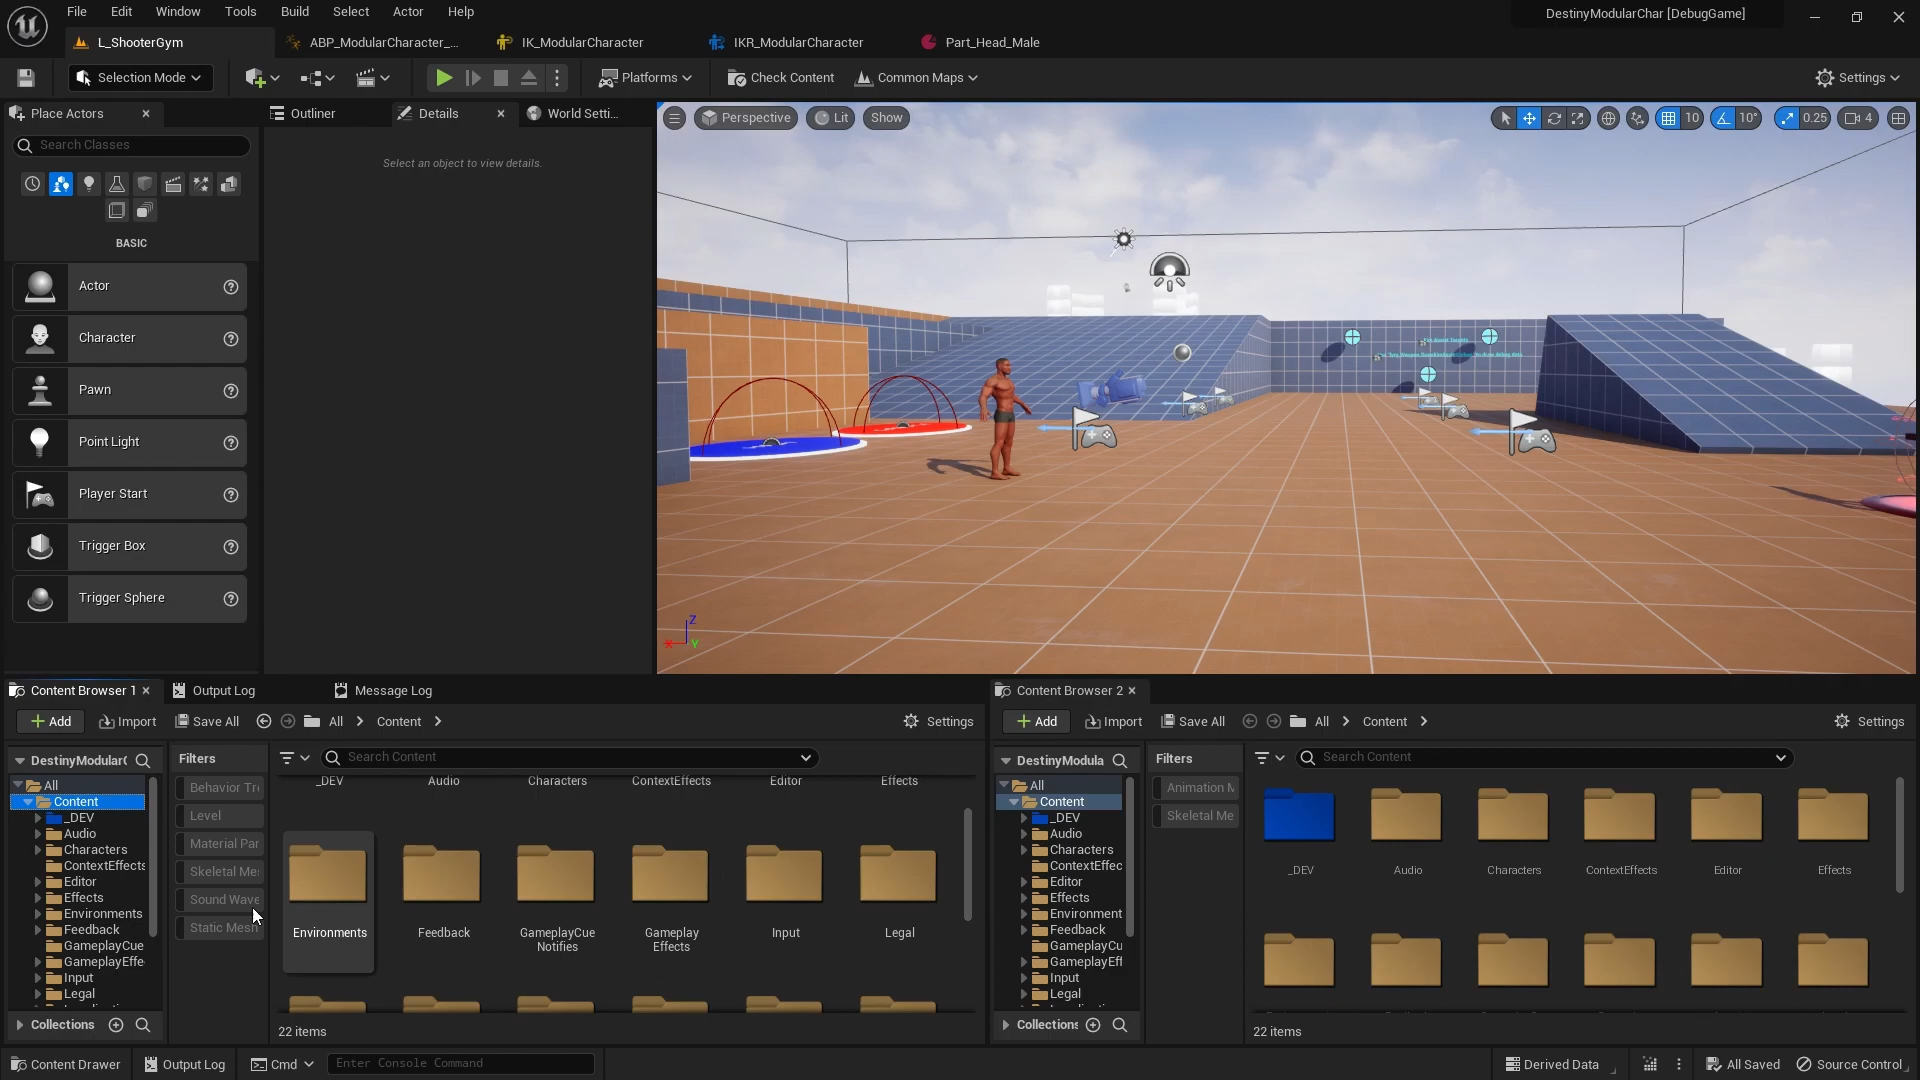 File Edit Window Tools Build Select Actor Help
DestinyModularChar [DebugGame]
L_ShooterGym
ABP_ModularCharacter_...
IK_ModularCharacter
IKR_ModularCharacter
Part_Head_Male
Selection Mode
Platforms
Check Content
Common Maps
Settings
Place Actors
Search Classes
BASIC
Actor
Character
Pawn
Point Light
Player Start
Trigger Box
Trigger Sphere
Outliner
Details
World Setti...
Select an object to view details.
Perspective
Lit
Show
10
10°
0.25
4
Z
X
Y
Content Browser 1
Output Log
Message Log
Add
Import
Save All
All
Content
Settings
DestinyModular(
All
Content
_DEV
Audio
Characters
ContextEffects
Editor
Effects
Environments
Feedback
GameplayCue
GameplayEffe
Input
Legal
Collections
Filters
Behavior Tr
Level
Material Par
Skeletal Me
Sound Wave
Static Mesh
Search Content
_DEV
Audio
Characters
ContextEffects
Editor
Effects
Environments
Feedback
GameplayCue
Notifies
Gameplay
Effects
Input
Legal
22 items
Content Browser 2
Add
Import
Save All
All
Content
Settings
DestinyModula
All
Content
_DEV
Audio
Characters
ContextEffec
Editor
Effects
Environment
Feedback
GameplayCu
GameplayEff
Input
Legal
Collections
Filters
Animation M
Skeletal Me
Search Content
_DEV
Audio
Characters
ContextEffects
Editor
Effects
22 items
Content Drawer
Output Log
Cmd
Enter Console Command
Derived Data
All Saved
Source Control